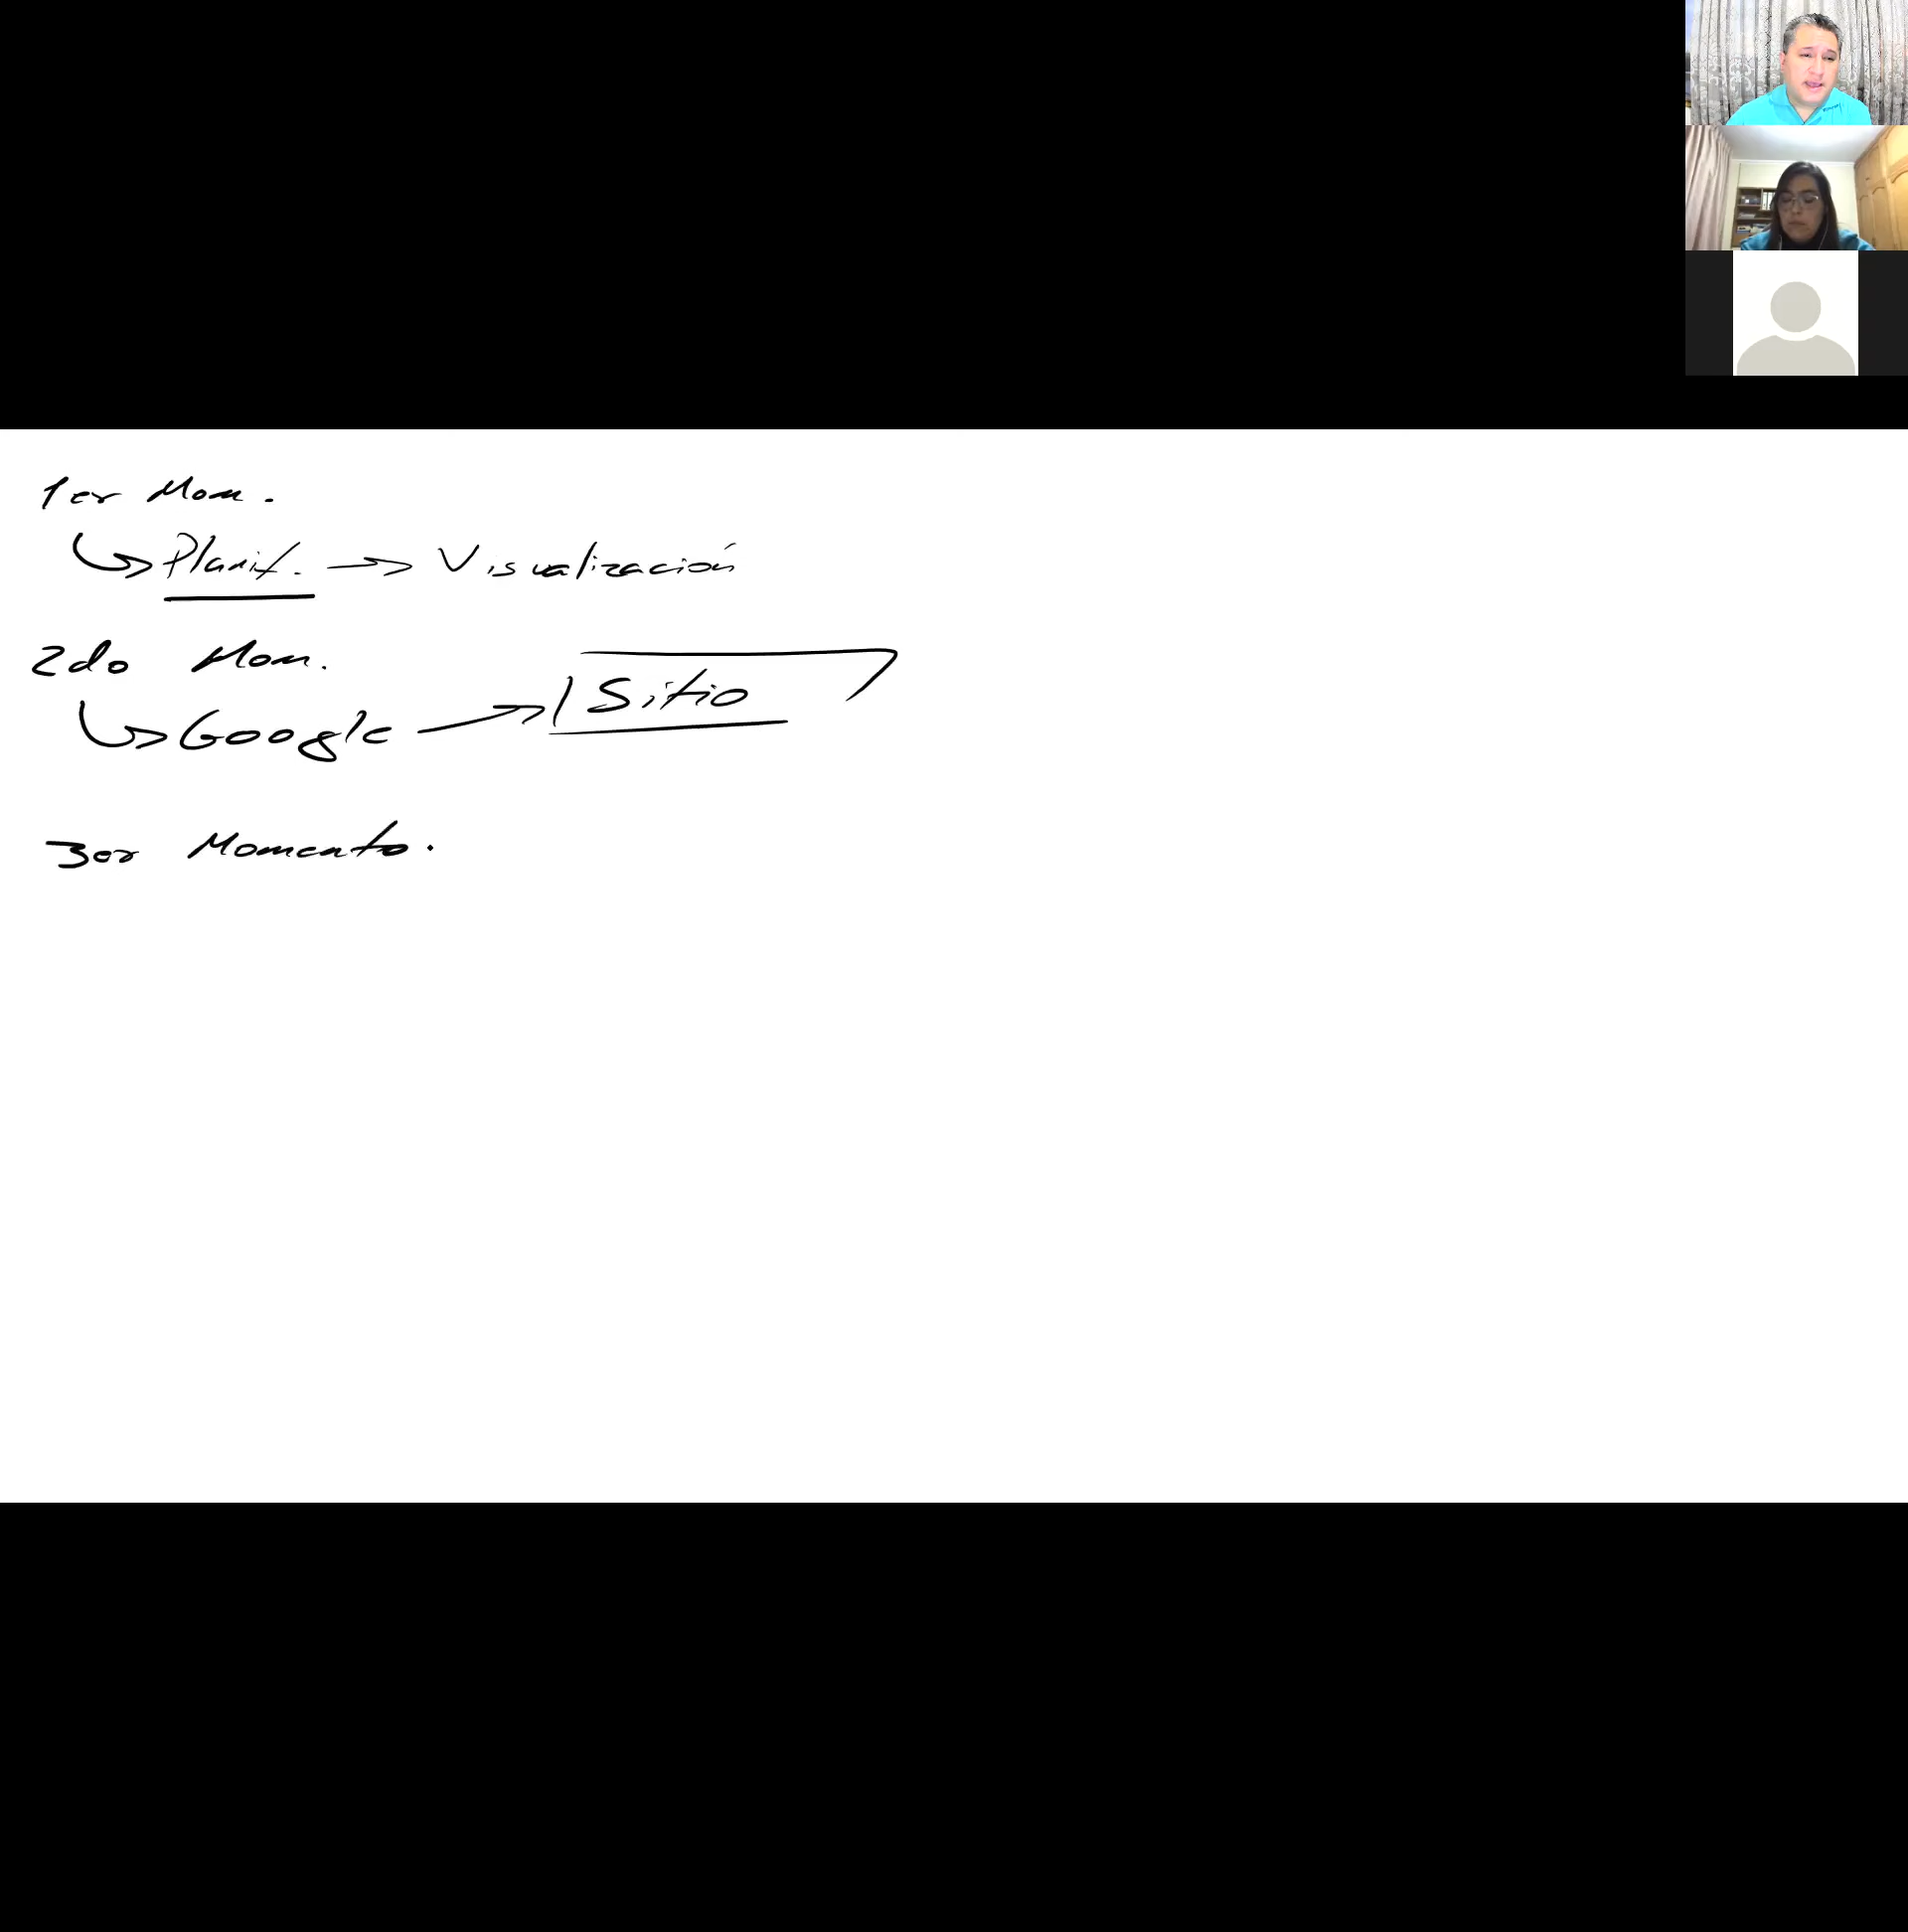 1er Mom.
Planif. → Visualización
2do Mom.
Google → Sitio
3er Momento.